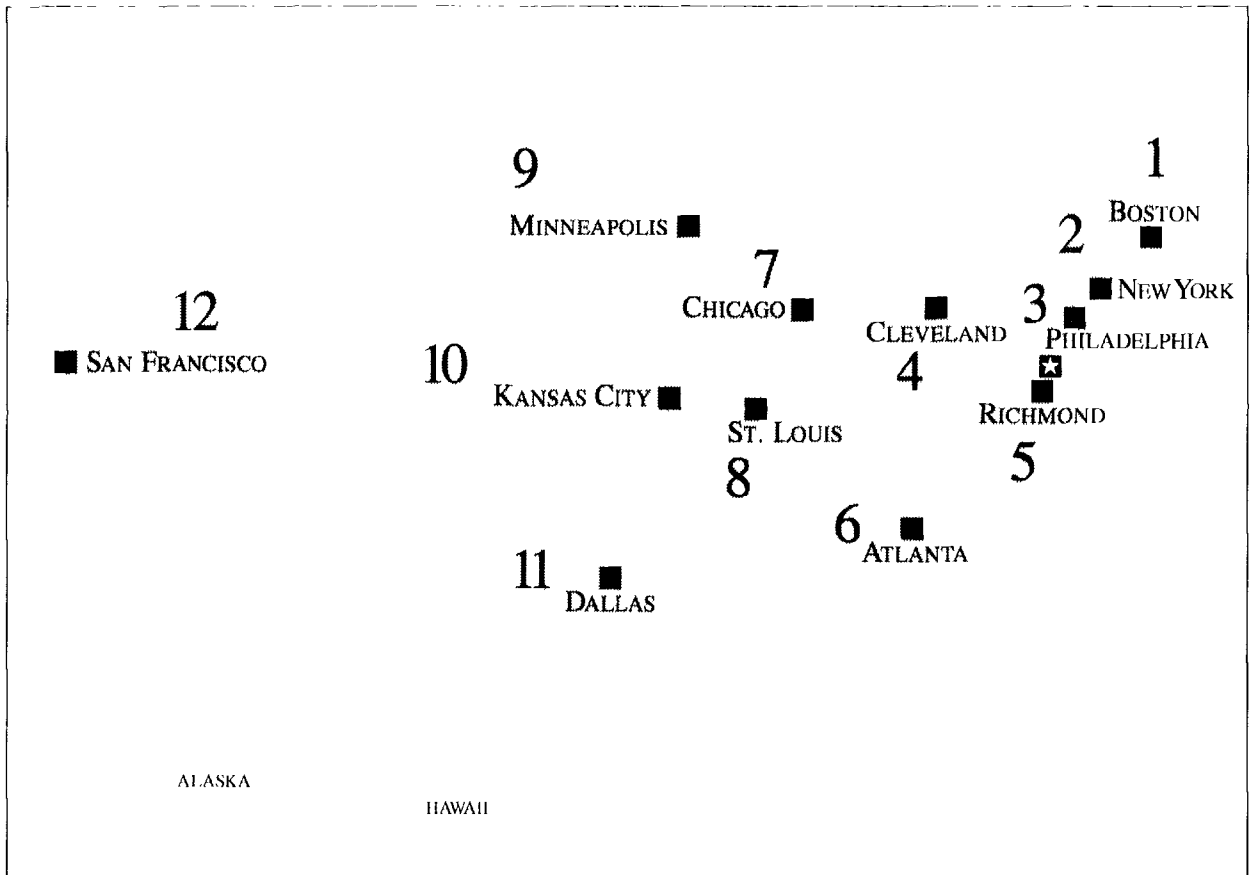 1
9
BOSTON
MINNEAPOLIS
2
7
NEW YORK
12
CHICAGO
3
CLEVELAND
PHILADELPHIA
SAN FRANCISCO
10
4
KANSAS CITY
RICHMOND
ST. LOUIS
5
8
6
ATLANTA
11
DALLAS
ALASKA
HAWAII